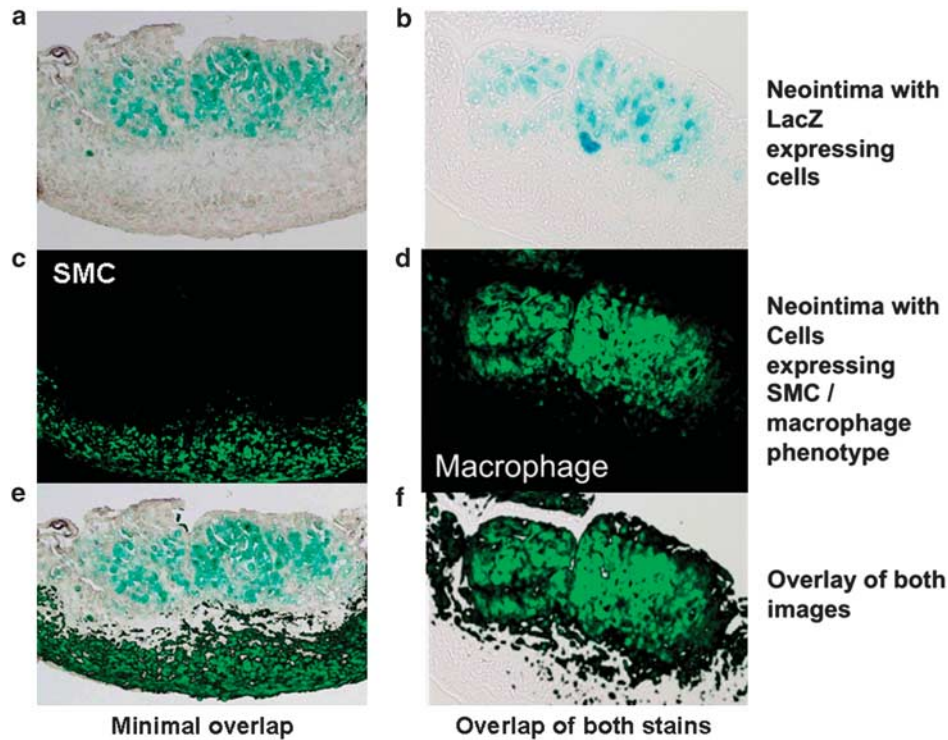 a
b
Neointima with
LacZ
expressing
cells
c
SMC
d
Macrophage
Neointima with
Cells
expressing
SMC /
macrophage
phenotype
e
f
Overlay of both
images
Minimal overlap
Overlap of both stains